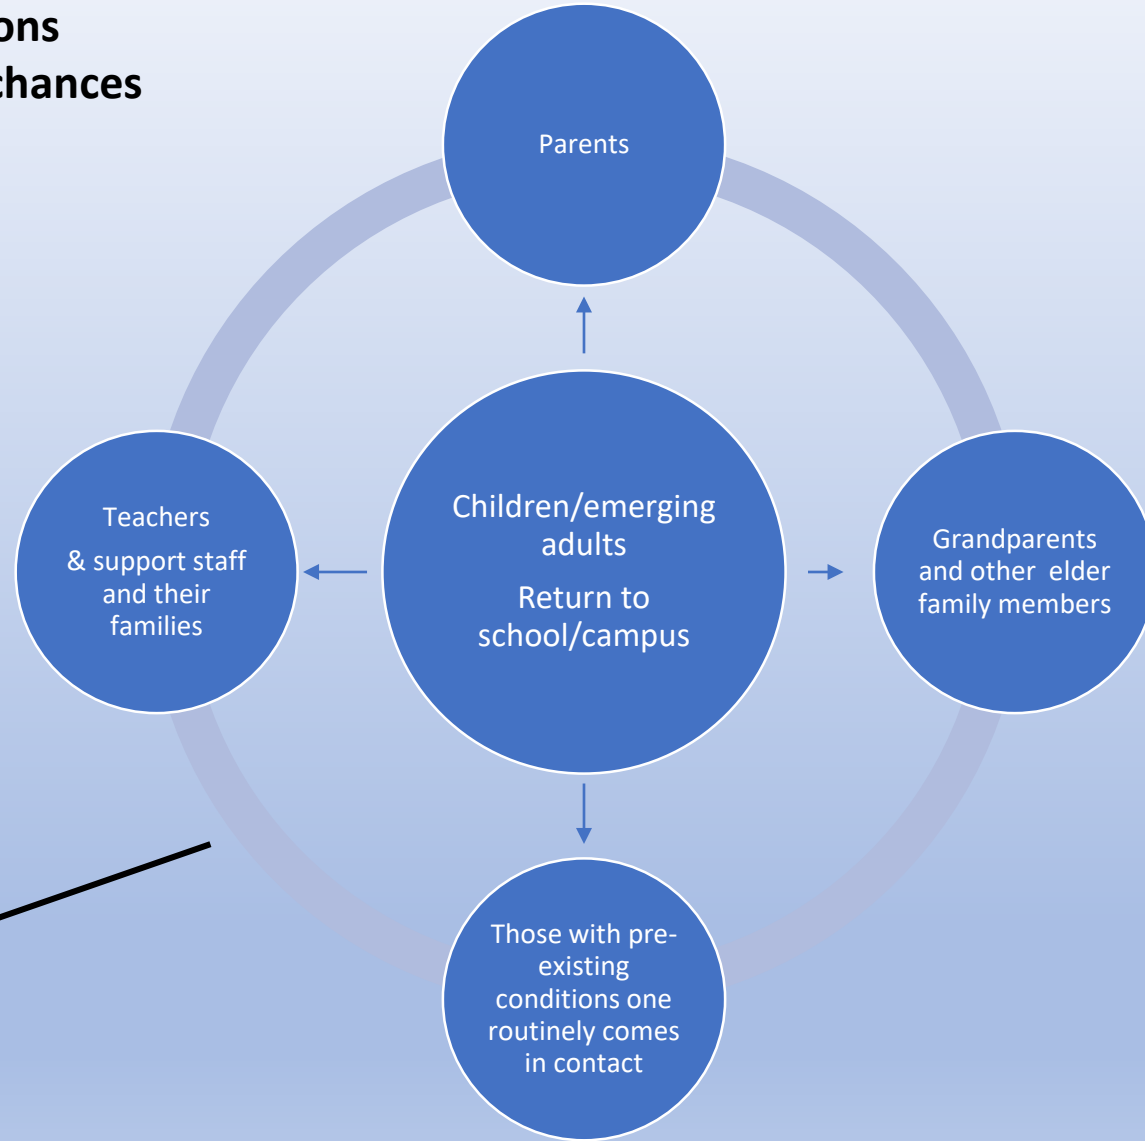 chances
Parents
Children/emerging
adults
Return to
school/campus
Teachers
& support staff
and their
families
Grandparents
and other elder
family members
Those with pre-
existing
conditions one
routinely comes
in contact